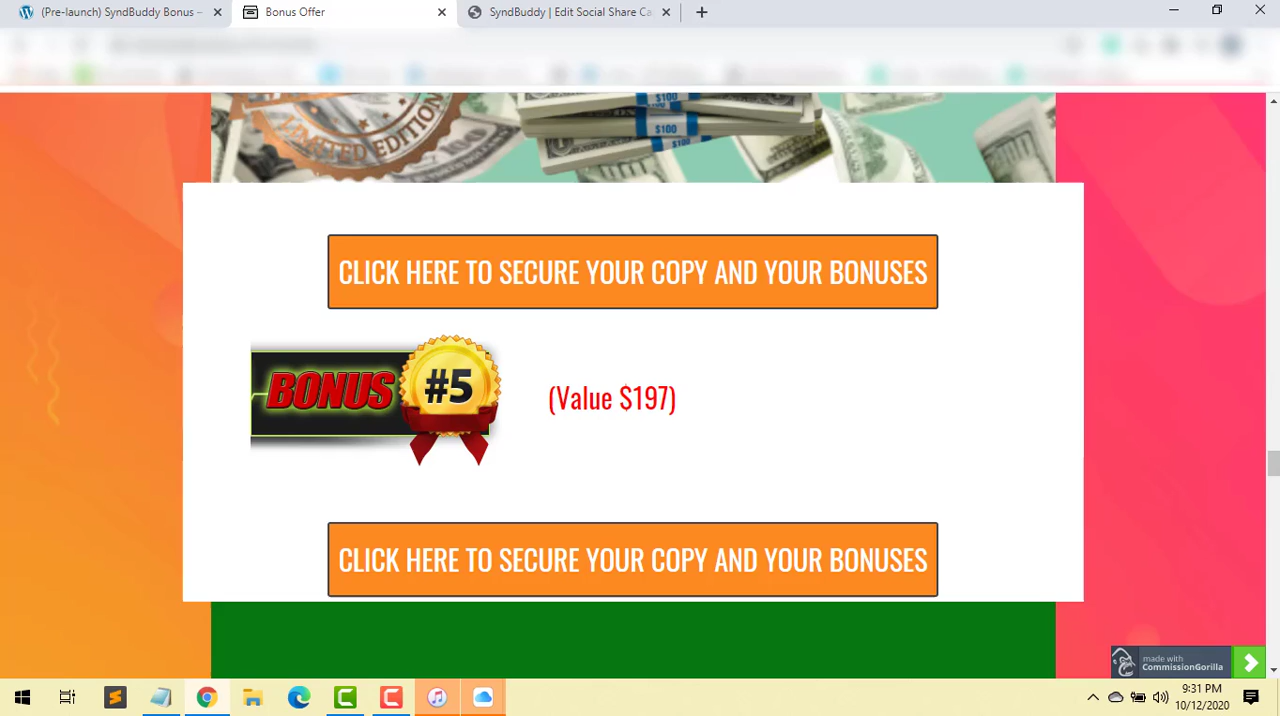 (Pre-launch) SyndBuddy Bonus –
Bonus Offer
SyndBuddy | Edit Social Share Ca
LIMITED EDITION
$100
$100
$100
CLICK HERE TO SECURE YOUR COPY AND YOUR BONUSES
BONUS #5
(Value $197)
CLICK HERE TO SECURE YOUR COPY AND YOUR BONUSES
made with
CommissionGorilla
9:31 PM
10/12/2020